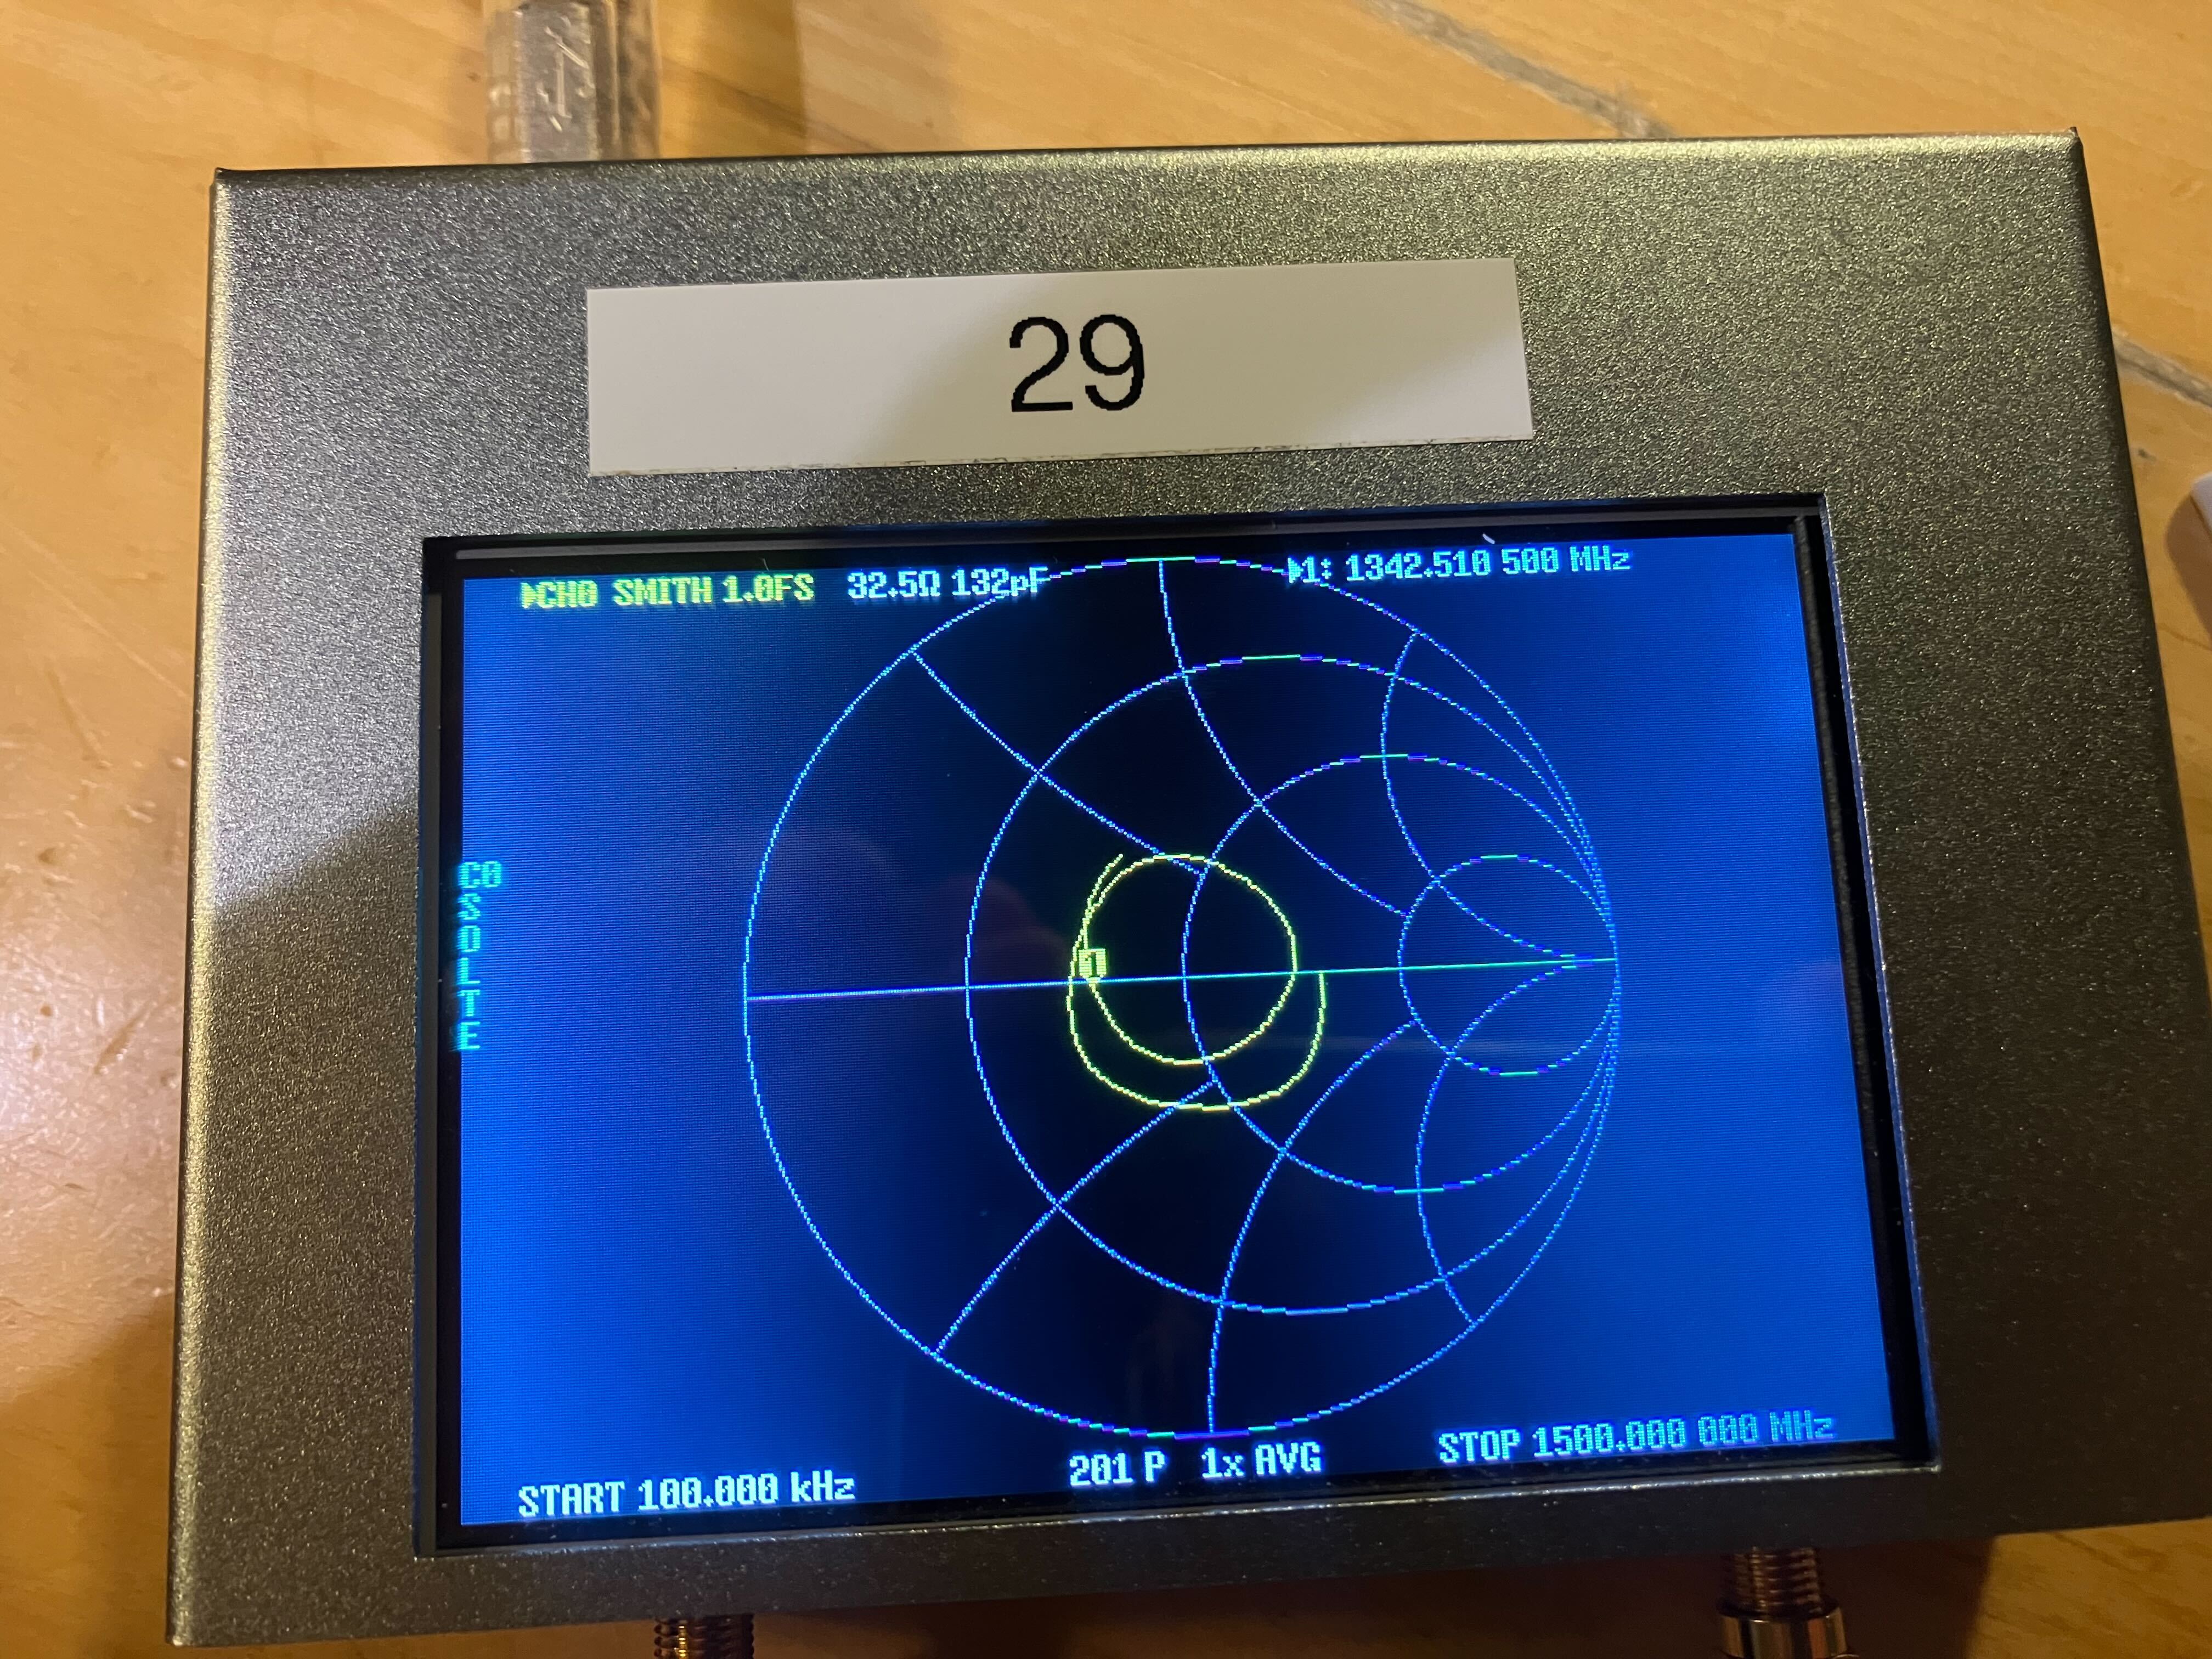 29
CH0 SMITH 1.0FS 32.5Ω 132pF 1: 1342.510 500 MHz
C0
S
O
L
T
E
1
START 100.000 kHz 201 P 1x AVG STOP 1500.000 000 MHz